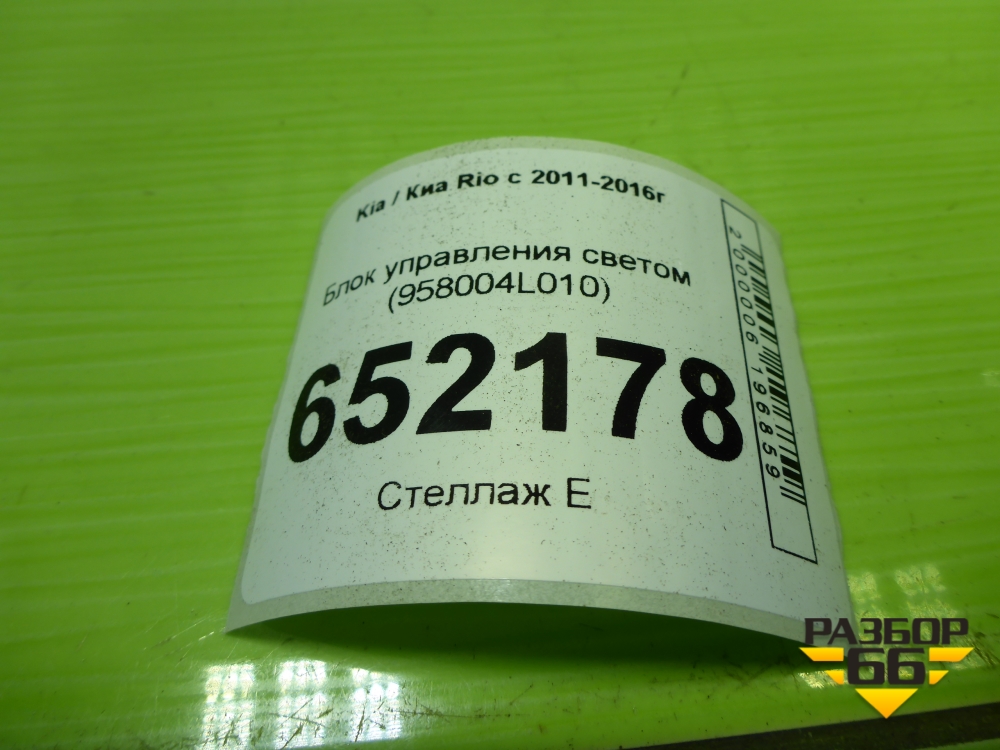 Kia / Киа Rio с 2011-2016г
Блок управления светом
(958004L010)
652178
Стеллаж Е
2000006196859
РАЗБОР
66